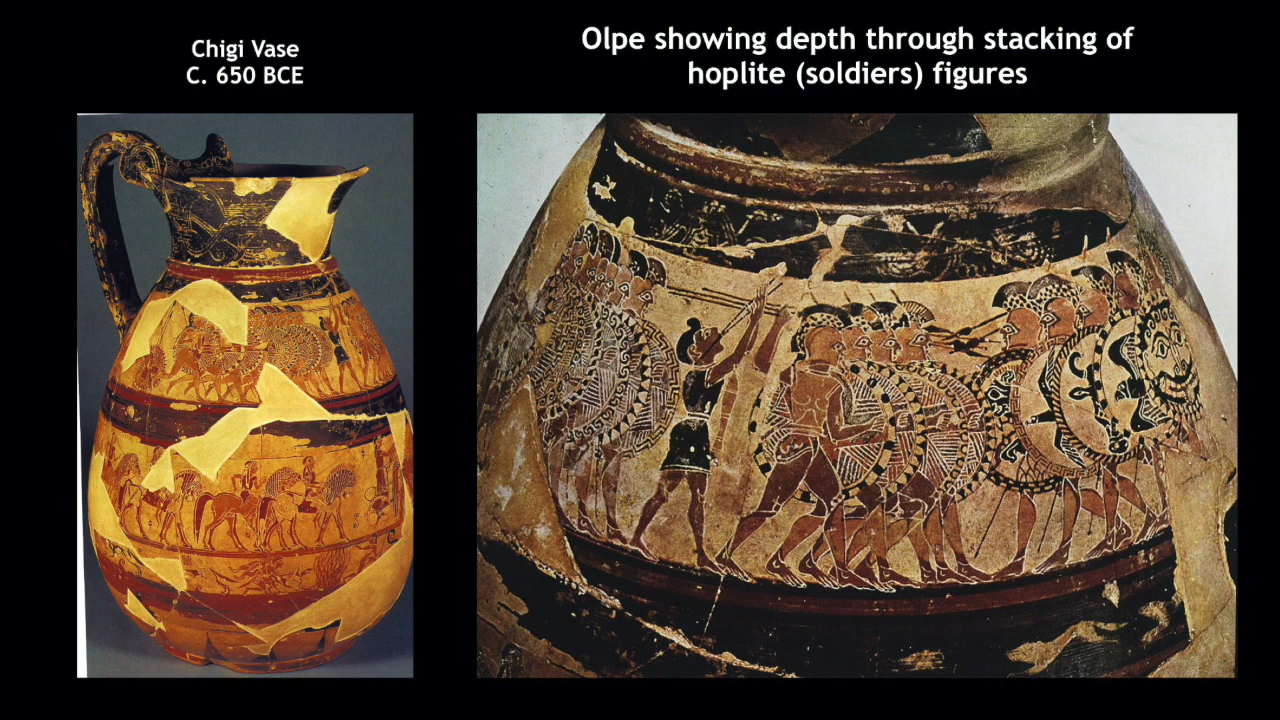 Chigi Vase
C. 650 BCE
Olpe showing depth through stacking of
hoplite (soldiers) figures